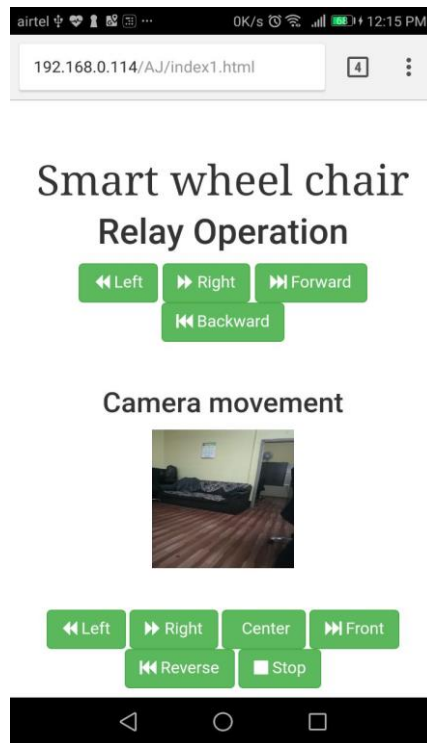 airtel ... 0K/s 12:15 PM
192.168.0.114/AJ/index1.html 4
Smart wheel chair
Relay Operation
Left Right Forward
Backward
Camera movement
Left Right Center Front
Reverse Stop